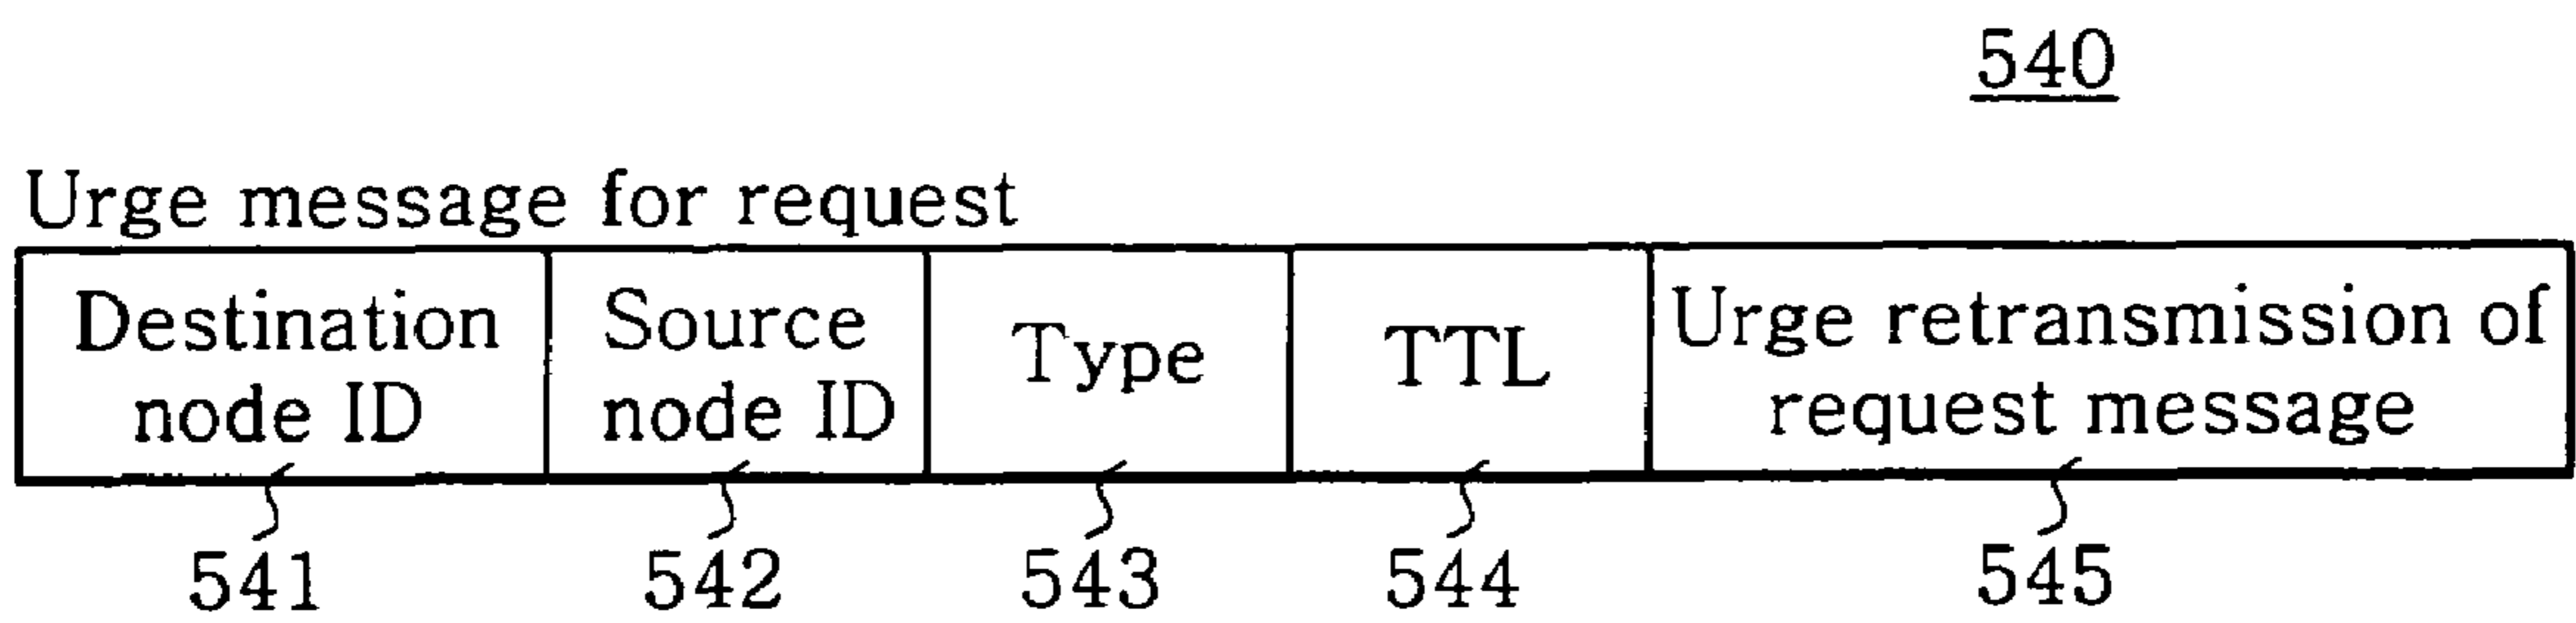 540
Urge message for request
Destination
node ID
Source
node ID
Type
TTL
Urge retransmission of
request message
541
542
543
544
545